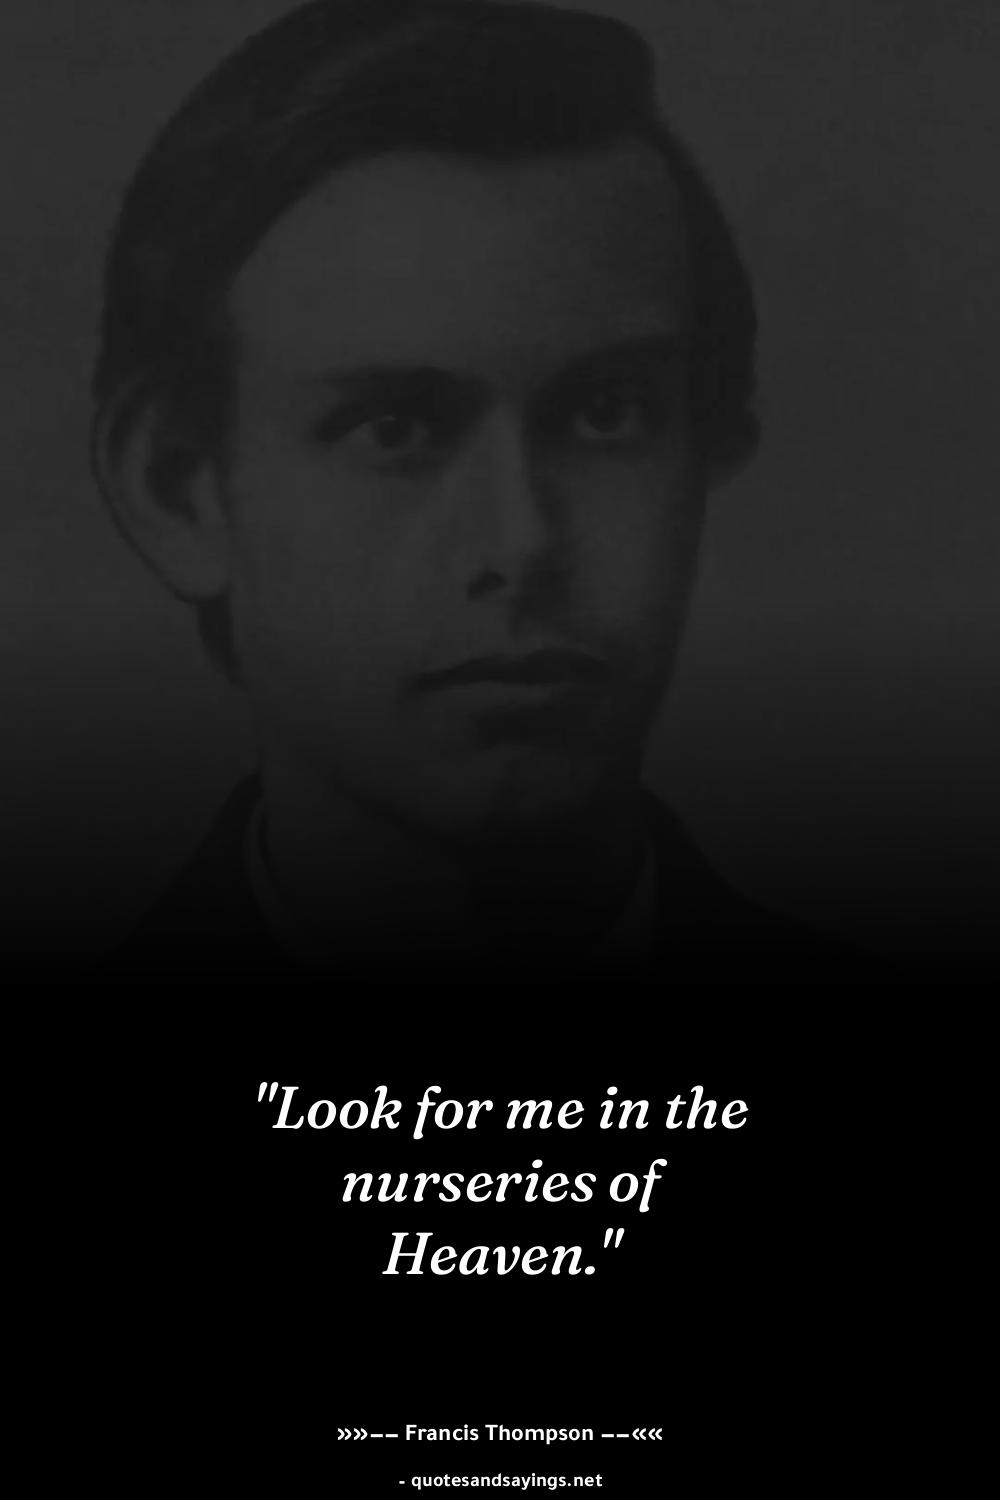 "Look for me in the
nurseries of
Heaven."
»»−− Francis Thompson −−««
- quotesandsayings.net